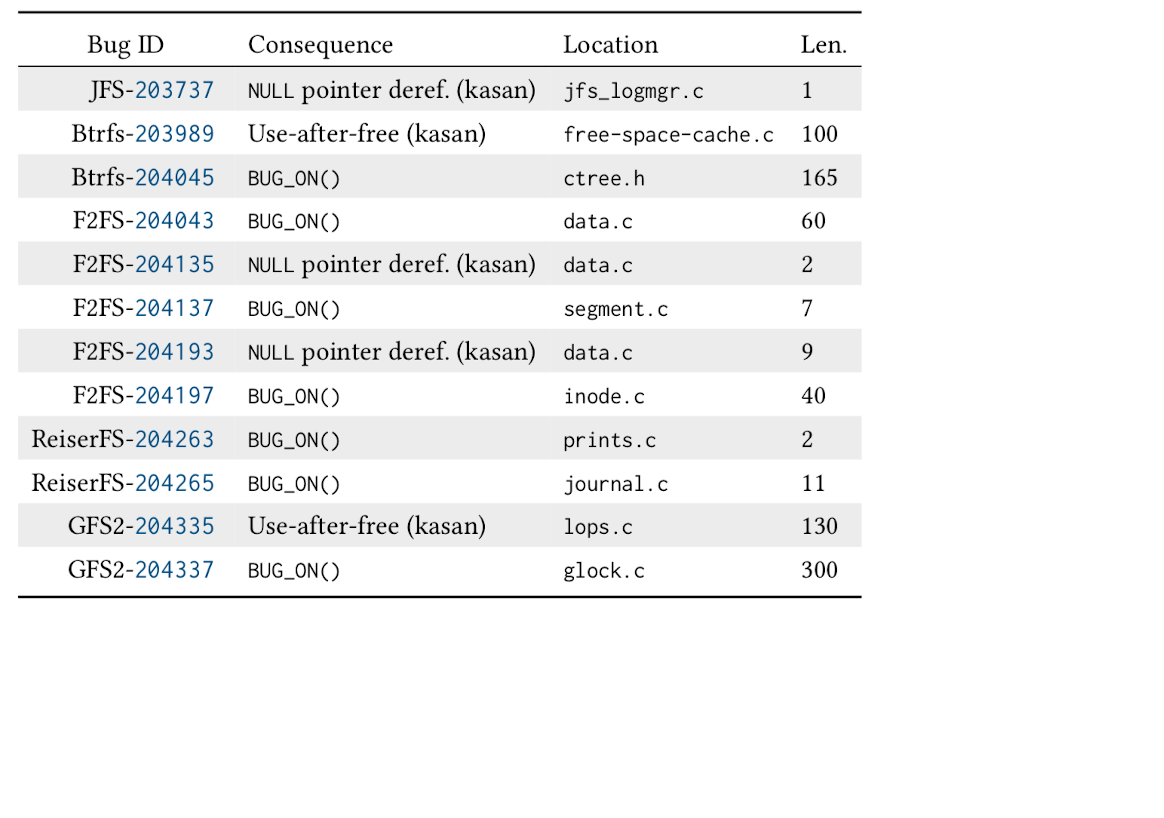 Bug ID Consequence Location Len.
JFS-203737 NULL pointer deref. (kasan) jfs_logmgr.c 1
Btrfs-203989 Use-after-free (kasan) free-space-cache.c 100
Btrfs-204045 BUG_ON() ctree.h 165
F2FS-204043 BUG_ON() data.c 60
F2FS-204135 NULL pointer deref. (kasan) data.c 2
F2FS-204137 BUG_ON() segment.c 7
F2FS-204193 NULL pointer deref. (kasan) data.c 9
F2FS-204197 BUG_ON() inode.c 40
ReiserFS-204263 BUG_ON() prints.c 2
ReiserFS-204265 BUG_ON() journal.c 11
GFS2-204335 Use-after-free (kasan) lops.c 130
GFS2-204337 BUG_ON() glock.c 300